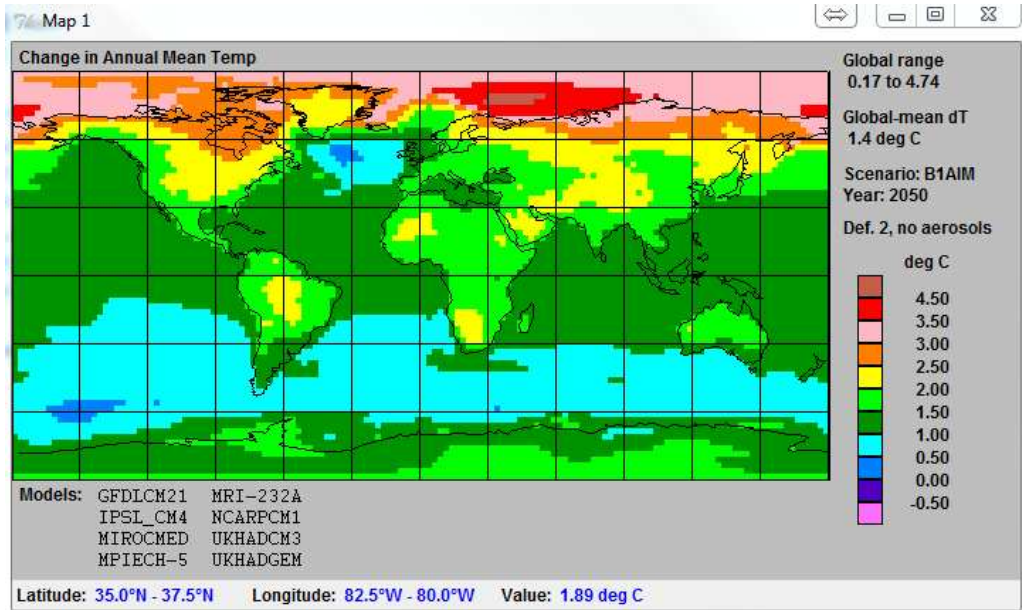 Map 1
Change in Annual Mean Temp
Global range
0.17 to 4.74
Global-mean dT
1.4 deg C
Scenario: B1AIM
Year: 2050
Def. 2, no aerosols
deg C
4.50
3.50
3.00
2.50
2.00
1.50
1.00
0.50
0.00
-0.50
Models: GFDLCM21 MRI-232A
IPSL_CM4 NCARPCM1
MIROCMED UKHADCM3
MPIECH-5 UKHADGEM
Latitude: 35.0°N - 37.5°N Longitude: 82.5°W - 80.0°W Value: 1.89 deg C